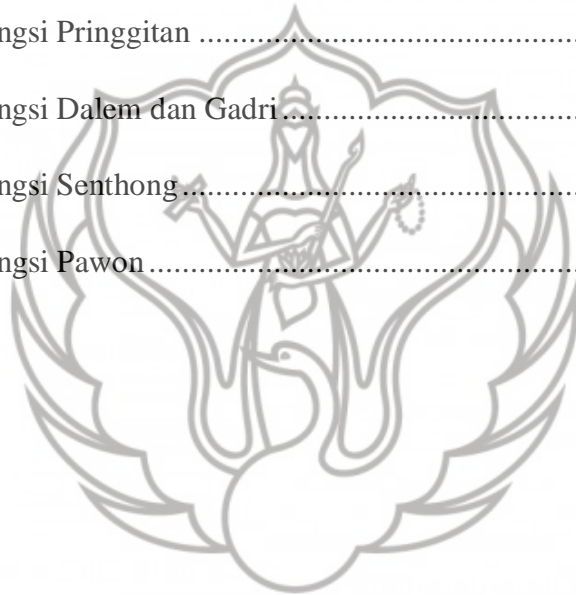 ngsi Pringgitan ........................................
ngsi Dalem dan Gadri ...............................
ngsi Senthong ..........................................
ngsi Pawon ..............................................